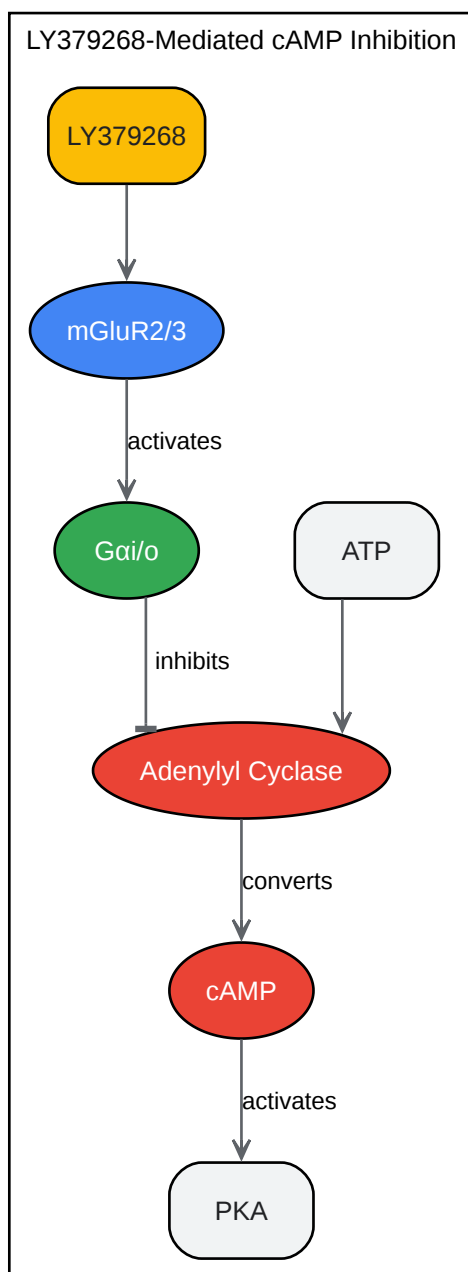 LY379268-Mediated cAMP Inhibition
LY379268
mGluR2/3
activates
Gαi/o
ATP
inhibits
Adenylyl Cyclase
converts
cAMP
activates
PKA